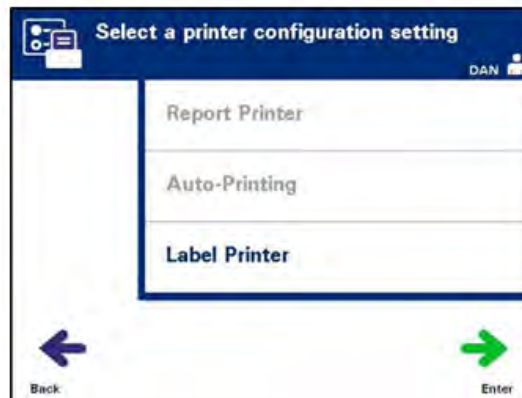 Select a printer configuration setting
DAN
Report Printer
Auto-Printing
Label Printer
Back
Enter